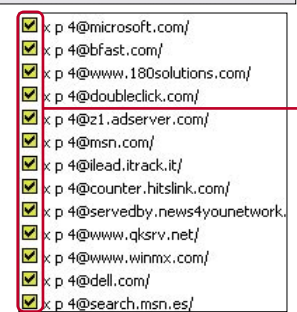 x p 4@microsoft.com/
x p 4@bfast.com/
x p 4@www.180solutions.com/
x p 4@doubleclick.com/
x p 4@z1.adserver.com/
x p 4@msn.com/
x p 4@ilead.itrack.it/
x p 4@counter.hitslink.com/
x p 4@servedby.news4younetwork.
x p 4@www.qksrv.net/
x p 4@www.winmx.com/
x p 4@dell.com/
x p 4@search.msn.es/